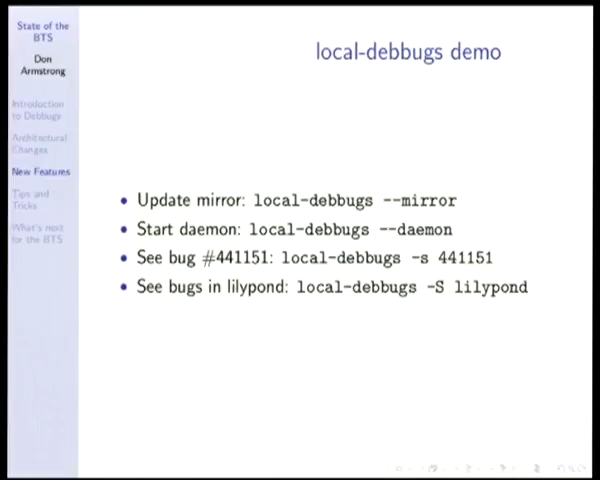 State of the
BTS
Don
Armstrong
Introduction
to Debbugs
Architectural
Changes
New Features
Tips and
Tricks
What's next
for the BTS
local-debbugs demo
• Update mirror: local-debbugs --mirror
• Start daemon: local-debbugs --daemon
• See bug #441151: local-debbugs -s 441151
• See bugs in lilypond: local-debbugs -S lilypond